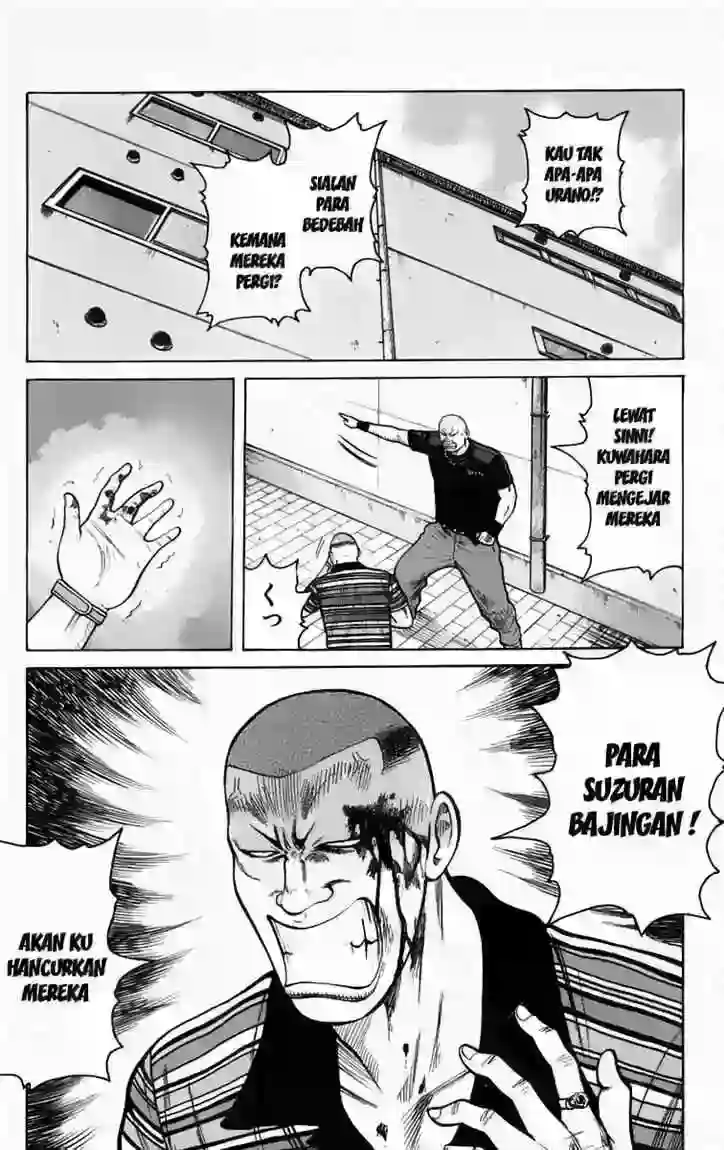 KAU TAK
APA-APA
URANO!?
SIALAN
PARA
BEDEBAH
KEMANA
MEREKA
PERGI?
LEWAT
SINNI!
KUWAHARA
PERGI
MENGEJAR
MEREKA
くっ
PARA
SUZURAN
BAJINGAN !
AKAN KU
HANCURKAN
MEREKA